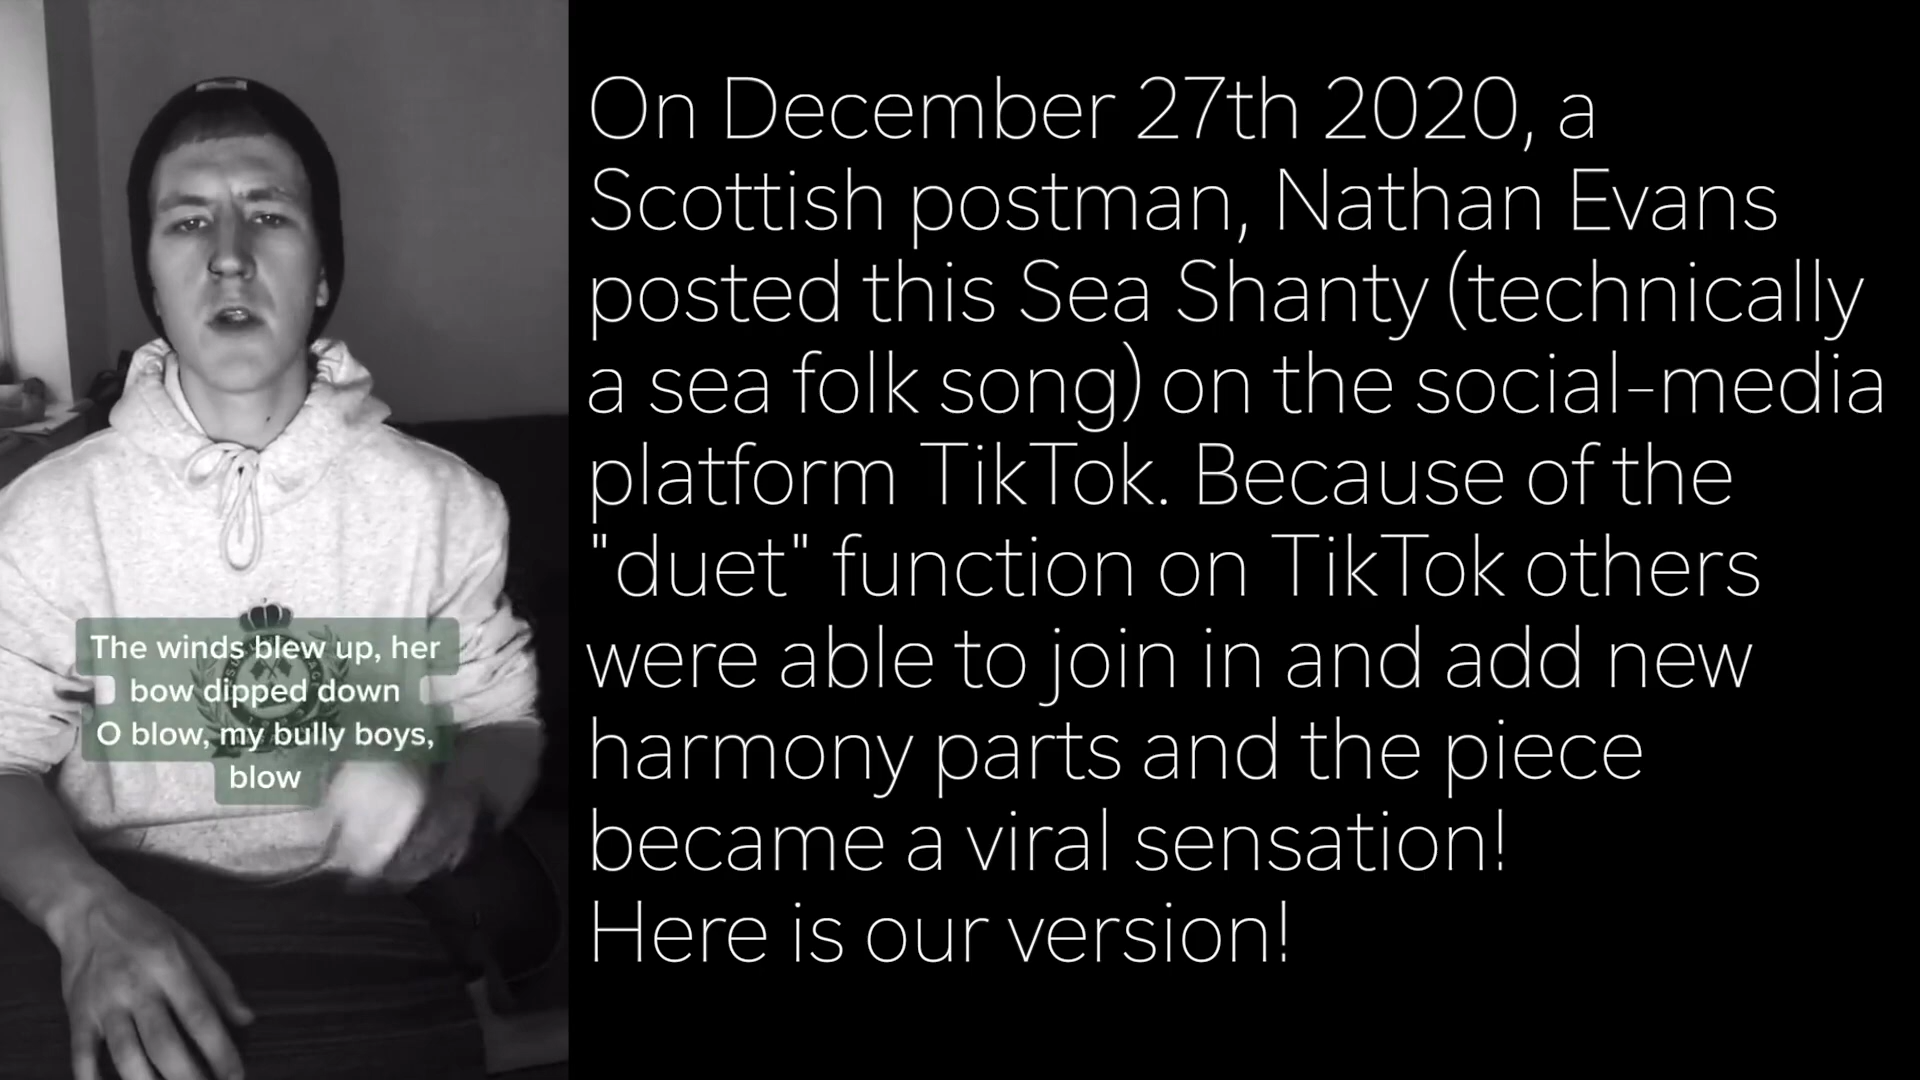 On December 27th 2020, a
Scottish postman, Nathan Evans
posted this Sea Shanty (technically
a sea folk song) on the social-media
platform TikTok. Because of the
"duet" function on TikTok others
were able to join in and add new
harmony parts and the piece
became a viral sensation!
Here is our version!
The winds blew up, her
bow dipped down
O blow, my bully boys,
blow